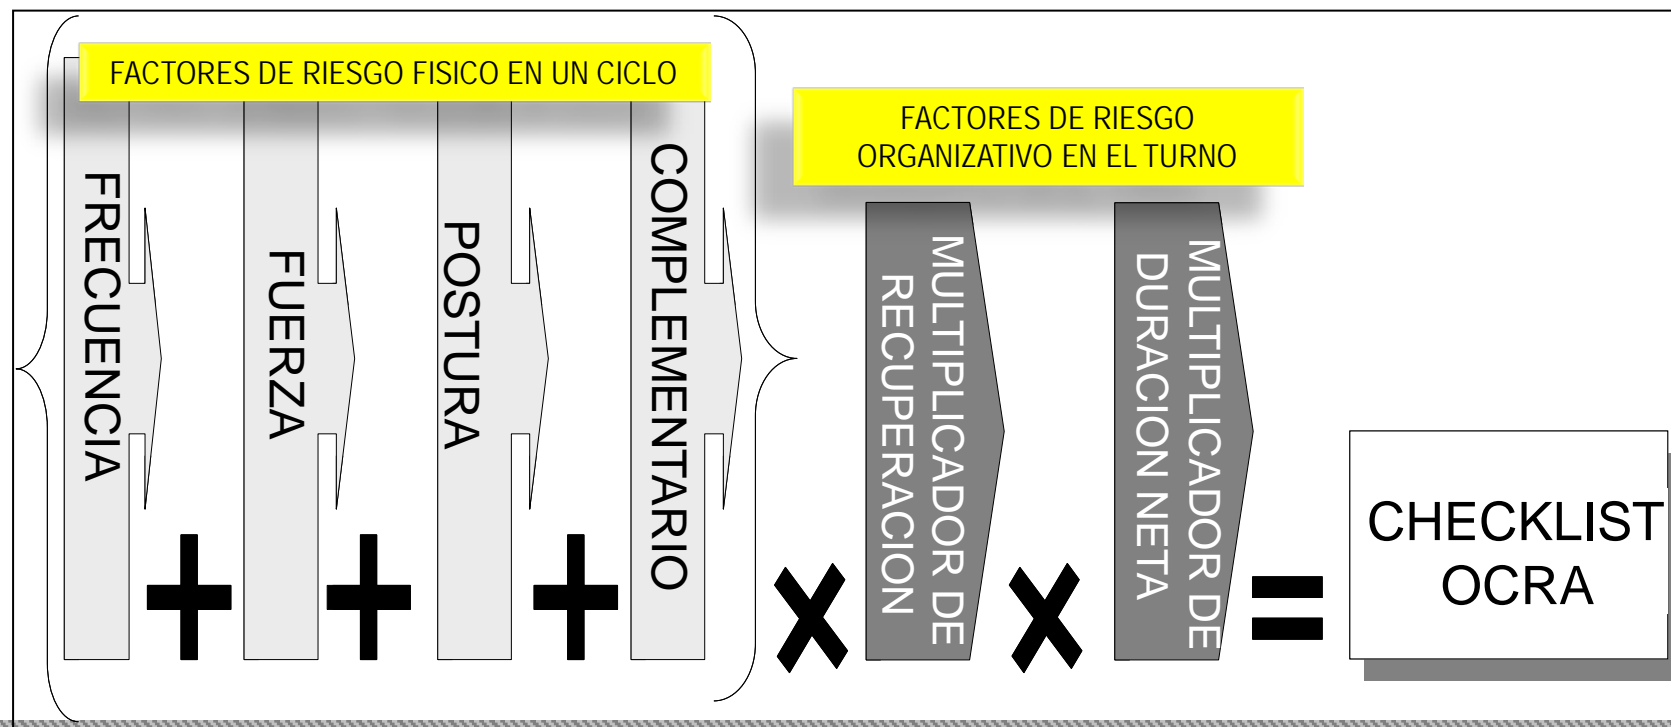 FACTORES DE RIESGO FISICO EN UN CICLO
FRECUENCIA
+
FUERZA
+
POSTURA
+
COMPLEMENTARIO
FACTORES DE RIESGO
ORGANIZATIVO EN EL TURNO
X
MULTIPLICADOR DE
RECUPERACION
X
MULTIPLICADOR DE
DURACION NETA
=
CHECKLIST
OCRA